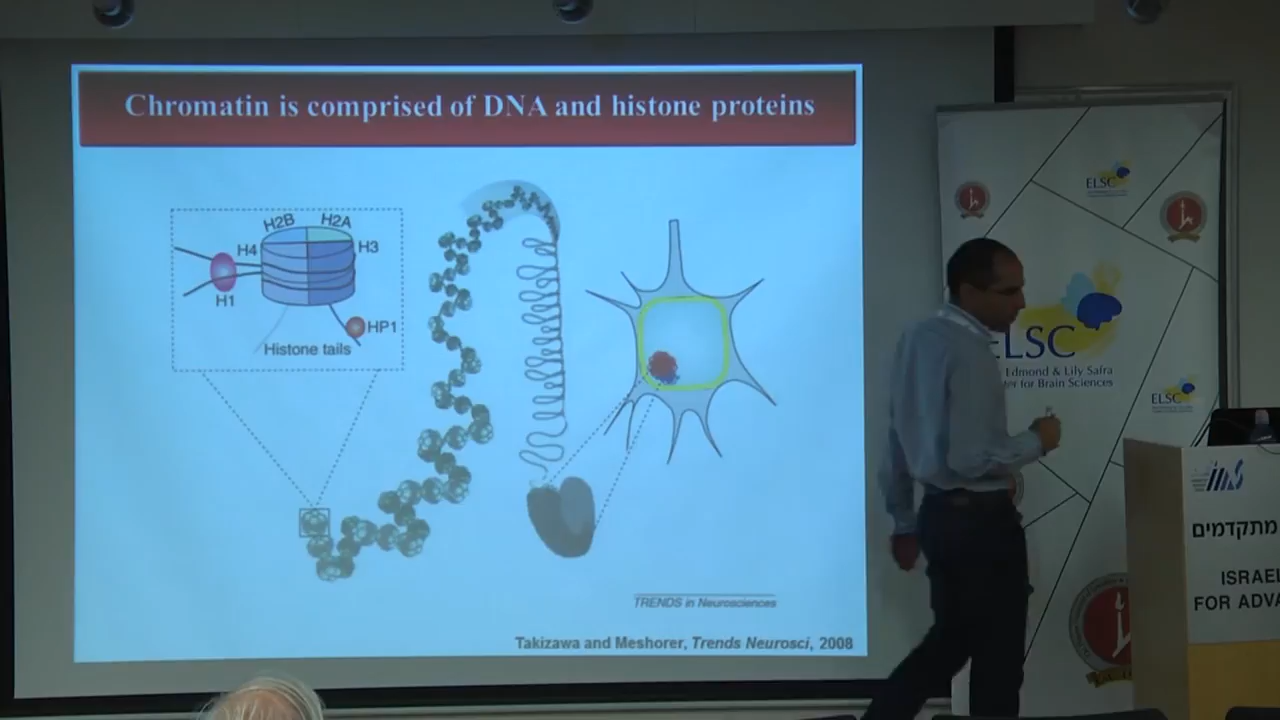 Chromatin is comprised of DNA and histone proteins
H2B
H2A
H4
H3
H1
HP1
Histone tails
TRENDS in Neurosciences
Takizawa and Meshorer, Trends Neurosci, 2008
ELSC
ELSC
Edmond & Lily Safra
for Brain Sciences
ELSC
מתקדמים
ISRAEL
FOR ADVA